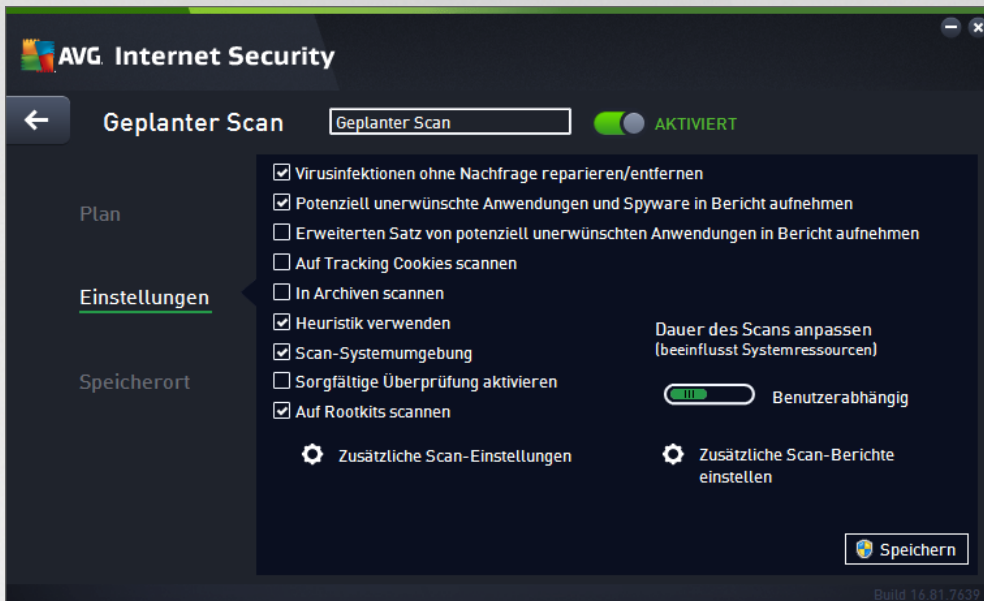 AVG Internet Security
Geplanter Scan
Geplanter Scan
AKTIVIERT
Plan
Einstellungen
Speicherort
Virusinfektionen ohne Nachfrage reparieren/entfernen
Potenziell unerwünschte Anwendungen und Spyware in Bericht aufnehmen
Erweiterten Satz von potenziell unerwünschten Anwendungen in Bericht aufnehmen
Auf Tracking Cookies scannen
In Archiven scannen
Heuristik verwenden
Scan-Systemumgebung
Sorgfältige Überprüfung aktivieren
Auf Rootkits scannen
Dauer des Scans anpassen
(beeinflusst Systemressourcen)
Benutzerabhängig
Zusätzliche Scan-Einstellungen
Zusätzliche Scan-Berichte
einstellen
Speichern
Build 16.81.7639